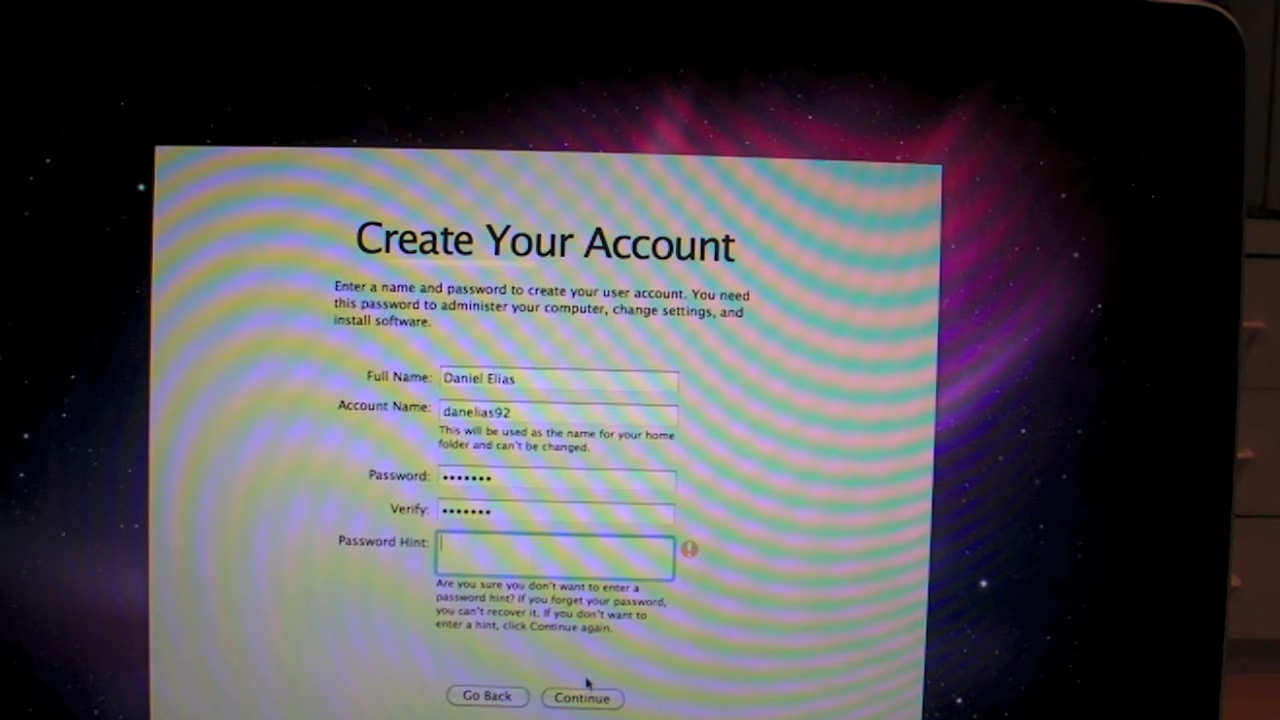 Create Your Account
Enter a name and password to create your user account. You need
this password to administer your computer, change settings, and
install software.
Full Name: Daniel Elias
Account Name: danelias92
This will be used as the name for your home
folder and can't be changed.
Password: •••••••
Verify: •••••••
Password Hint:
Are you sure you don't want to enter a
password hint? If you forget your password,
you can't recover it. If you don't want to
enter a hint, click Continue again.
Go Back Continue